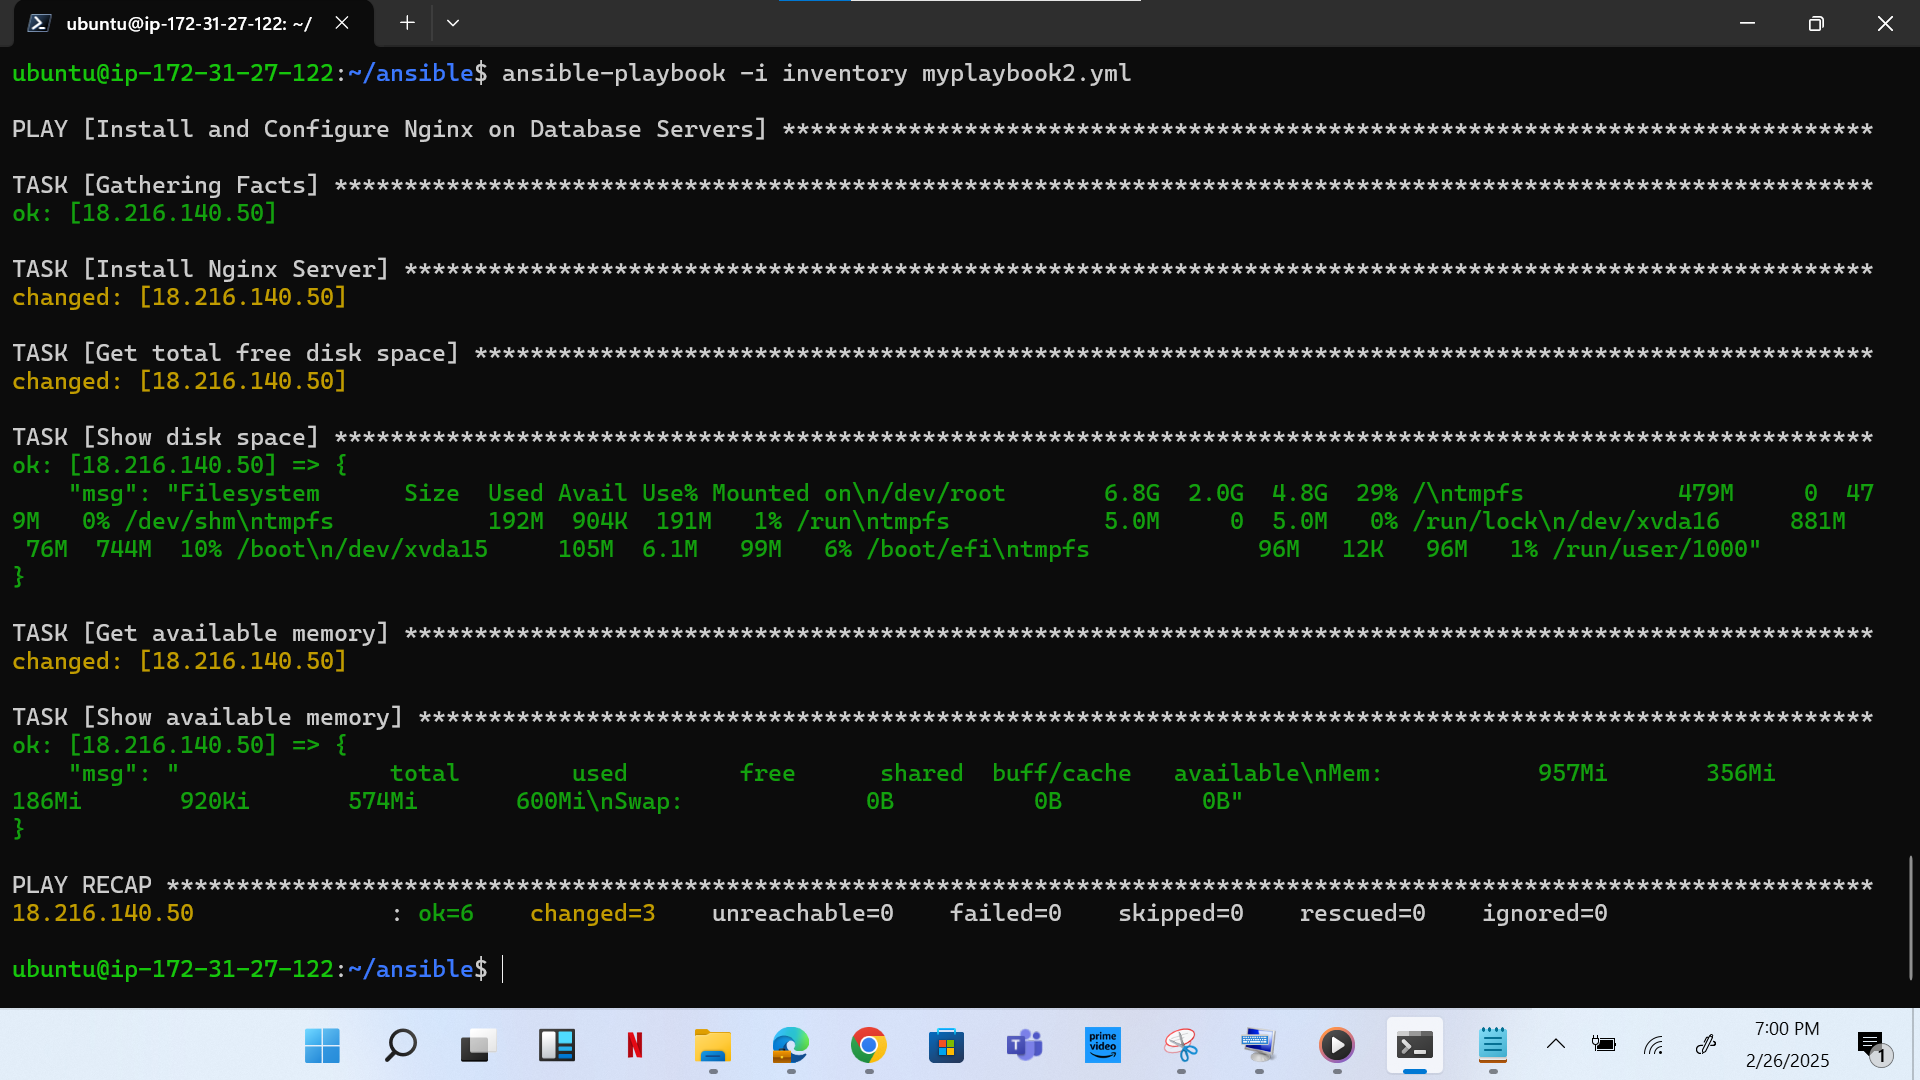 ubuntu@ip-172-31-27-122: ~/
ubuntu@ip-172-31-27-122:~/ansible$ ansible-playbook -i inventory myplaybook2.yml
PLAY [Install and Configure Nginx on Database Servers] ******************************************************************************
TASK [Gathering Facts] **************************************************************************************************************
ok: [18.216.140.50]
TASK [Install Nginx Server] *********************************************************************************************************
changed: [18.216.140.50]
TASK [Get total free disk space] ****************************************************************************************************
changed: [18.216.140.50]
TASK [Show disk space] **************************************************************************************************************
ok: [18.216.140.50] => {
    "msg": "Filesystem      Size  Used Avail Use% Mounted on\n/dev/root       6.8G  2.0G  4.8G  29% /\ntmpfs           479M     0  47
9M   0% /dev/shm\ntmpfs           192M  904K  191M   1% /run\ntmpfs           5.0M     0  5.0M   0% /run/lock\n/dev/xvda16     881M
 76M  744M  10% /boot\n/dev/xvda15     105M  6.1M   99M   6% /boot/efi\ntmpfs            96M   12K   96M   1% /run/user/1000"
}
TASK [Get available memory] *********************************************************************************************************
changed: [18.216.140.50]
TASK [Show available memory] ********************************************************************************************************
ok: [18.216.140.50] => {
    "msg": "               total        used        free      shared  buff/cache   available\nMem:           957Mi       356Mi
186Mi       920Ki       574Mi       600Mi\nSwap:             0B          0B          0B"
}
PLAY RECAP **************************************************************************************************************************
18.216.140.50              : ok=6    changed=3    unreachable=0    failed=0    skipped=0    rescued=0    ignored=0
ubuntu@ip-172-31-27-122:~/ansible$
N
T
prime video
7:00 PM
2/26/2025
1